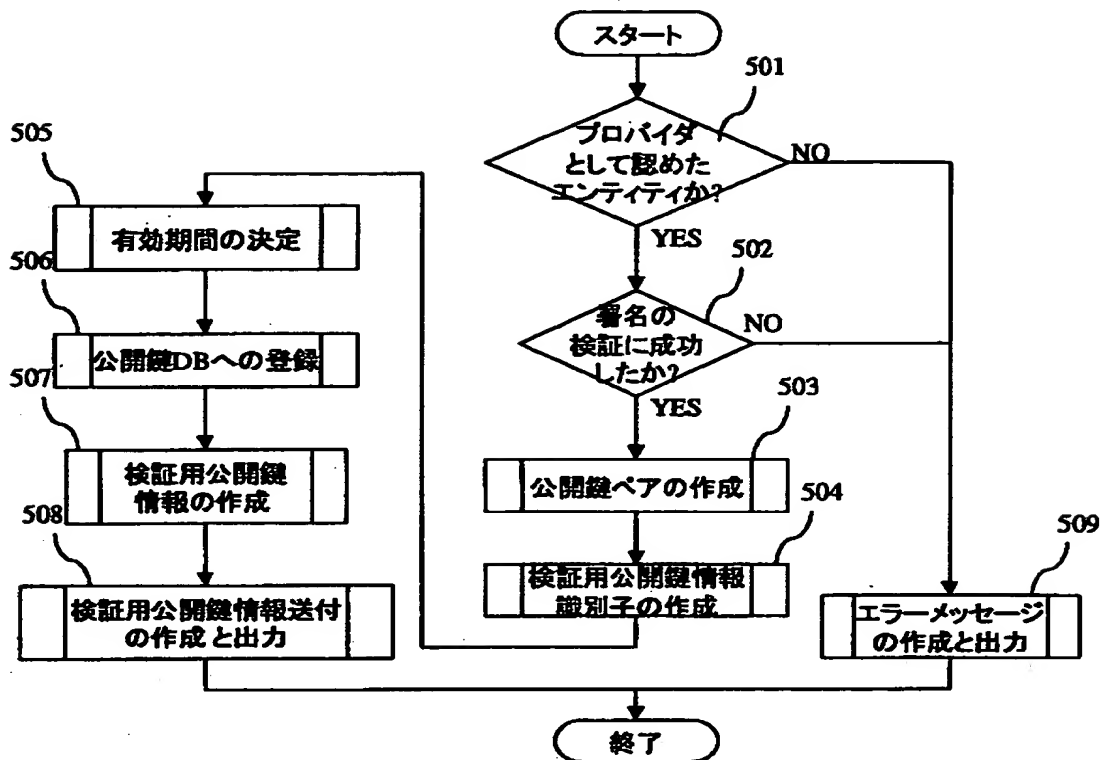 スタート
501
プロバイダ
として認めた
エンティティか?
NO
YES
502
署名の
検証に成功
したか?
NO
YES
503
公開鍵ペアの作成
504
検証用公開鍵情報
識別子の作成
505
有効期間の決定
506
公開鍵DBへの登録
507
検証用公開鍵
情報の作成
508
検証用公開鍵情報送付
の作成と出力
509
エラーメッセージ
の作成と出力
終了